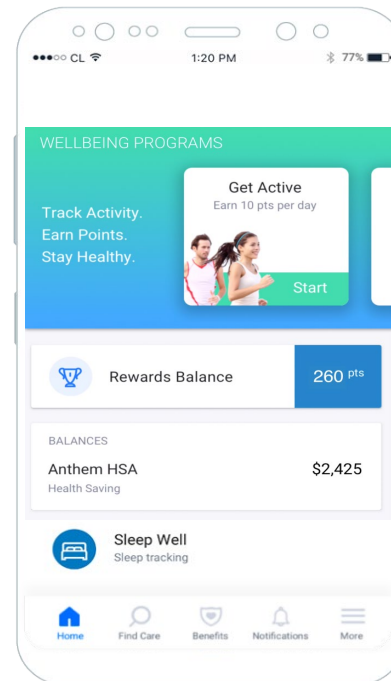 CL 1:20 PM 77%
WELLBEING PROGRAMS
Track Activity.
Earn Points.
Stay Healthy.
Get Active
Earn 10 pts per day
Start
Rewards Balance 260 pts
BALANCES
Anthem HSA $2,425
Health Saving
Sleep Well
Sleep tracking
Home Find Care Benefits Notifications More